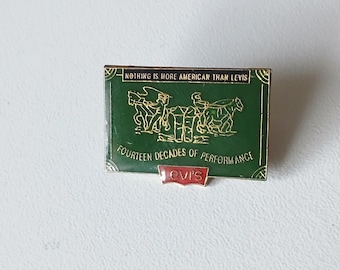 NOTHING IS MORE AMERICAN THAN LEVIS
FOURTEEN DECADES OF PERFORMANCE
Levi's